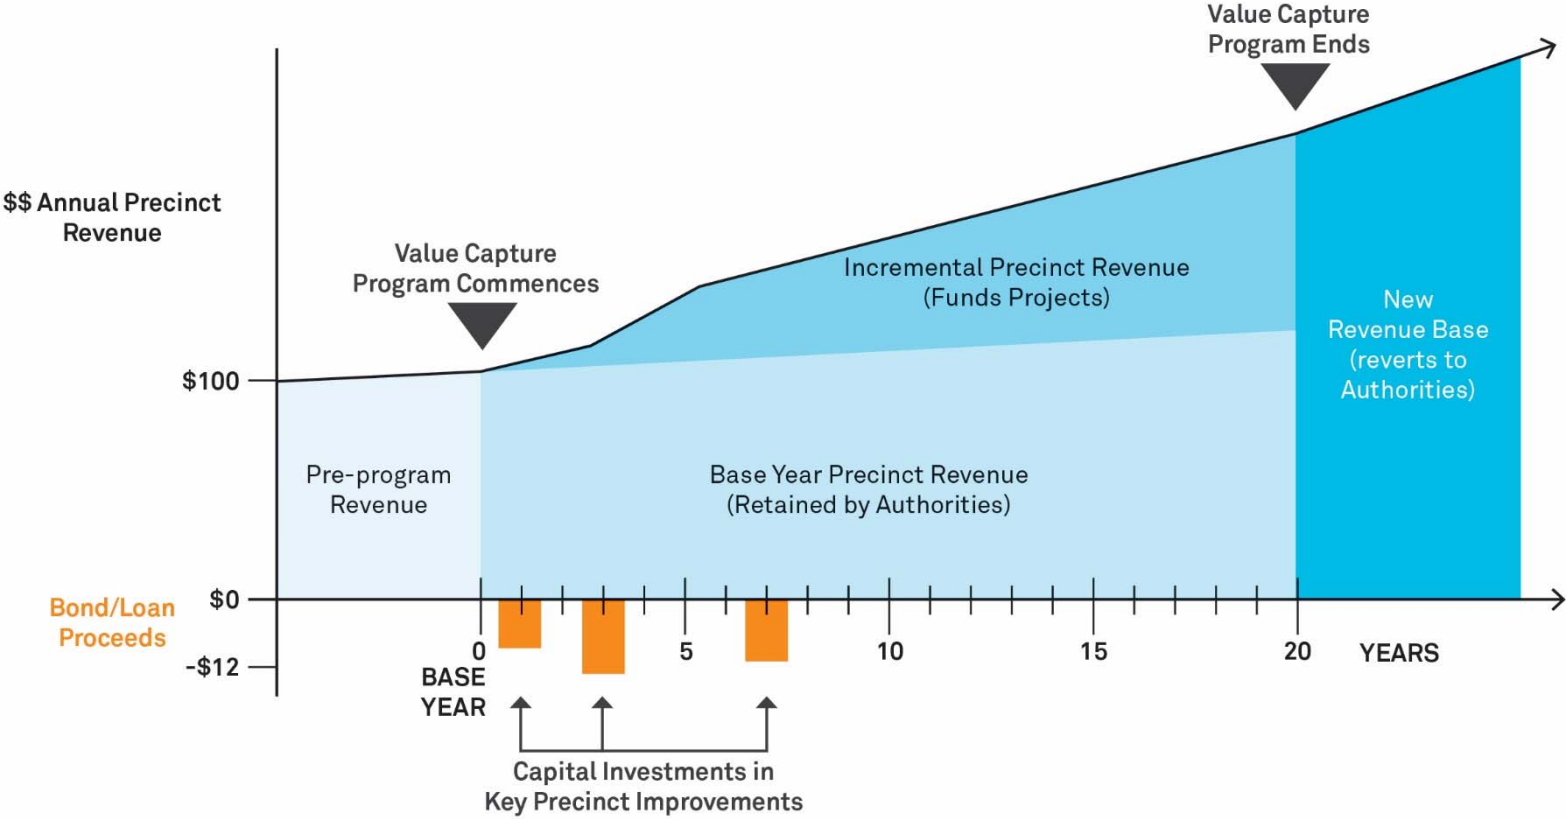 Value Capture
Program Ends
$$ Annual Precinct
Revenue
Value Capture
Program Commences
Incremental Precinct Revenue
(Funds Projects)
New
Revenue Base
(reverts to
Authorities)
$100
Pre-program
Revenue
Base Year Precinct Revenue
(Retained by Authorities)
Bond/Loan
Proceeds
$0
-$12
0
5
10
15
20
YEARS
BASE
YEAR
Capital Investments in
Key Precinct Improvements